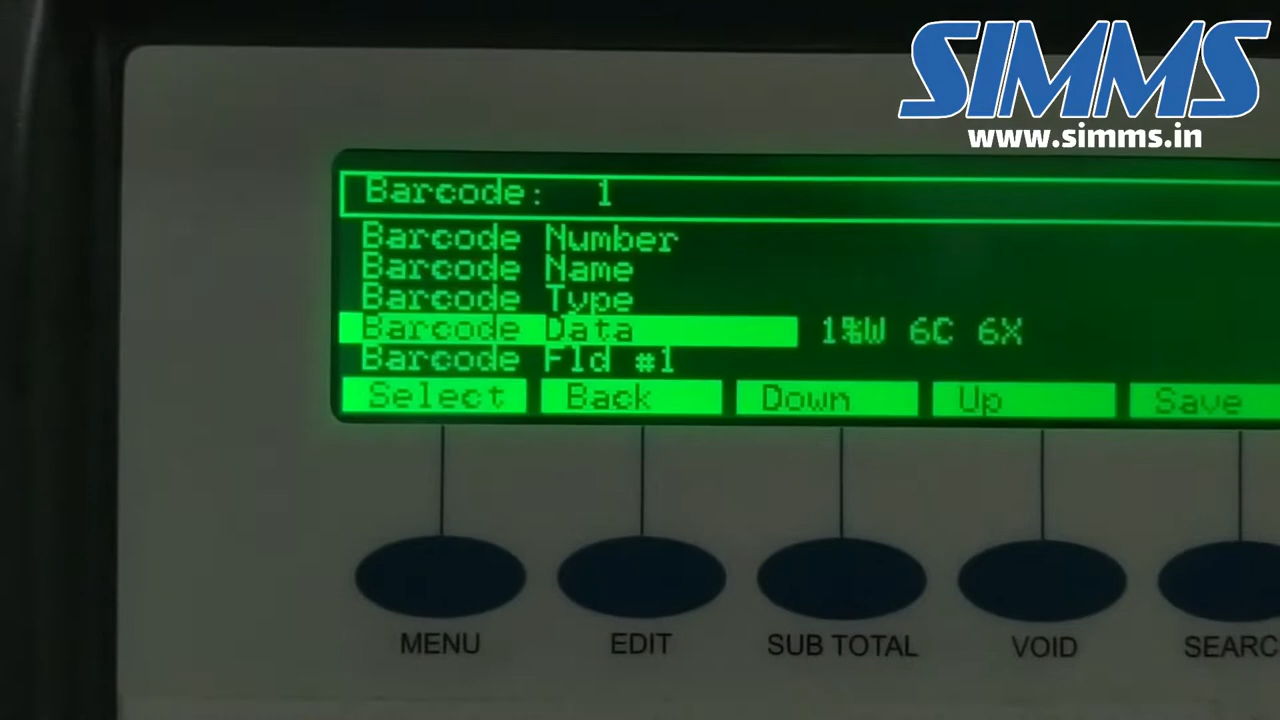 SIMMS
www.simms.in
Barcode: 1
Barcode Number
Barcode Name
Barcode Type
Barcode Data 1%W 6C 6X
Barcode Fld #1
Select Back Down Up Save
MENU EDIT SUB TOTAL VOID SEARC